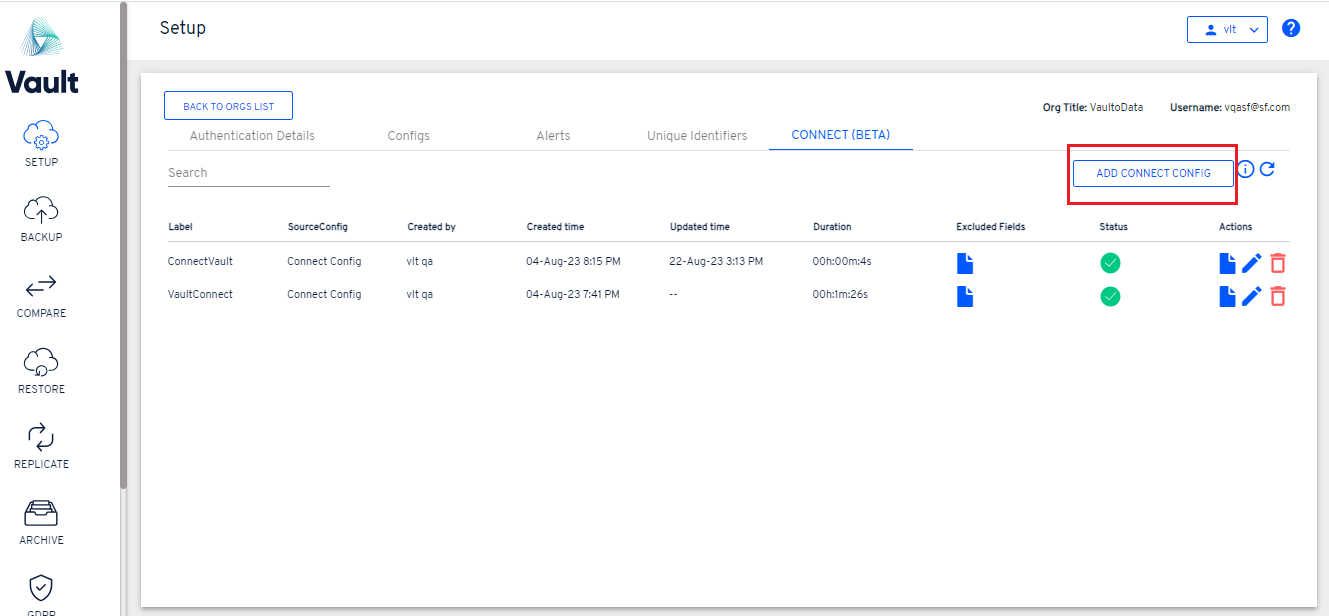 Setup
vlt
Vault
BACK TO ORGS LIST
Org Title: VaultoData
Username: vqasf@sf.com
Authentication Details
Configs
Alerts
Unique Identifiers
CONNECT (BETA)
Search
ADD CONNECT CONFIG
Label SourceConfig Created by Created time Updated time Duration Excluded Fields Status Actions
ConnectVault Connect Config vlt qa 04-Aug-23 8:15 PM 22-Aug-23 3:13 PM 00h:00m:4s
VaultConnect Connect Config vlt qa 04-Aug-23 7:41 PM -- 00h:1m:26s
SETUP
BACKUP
COMPARE
RESTORE
REPLICATE
ARCHIVE
GDPR